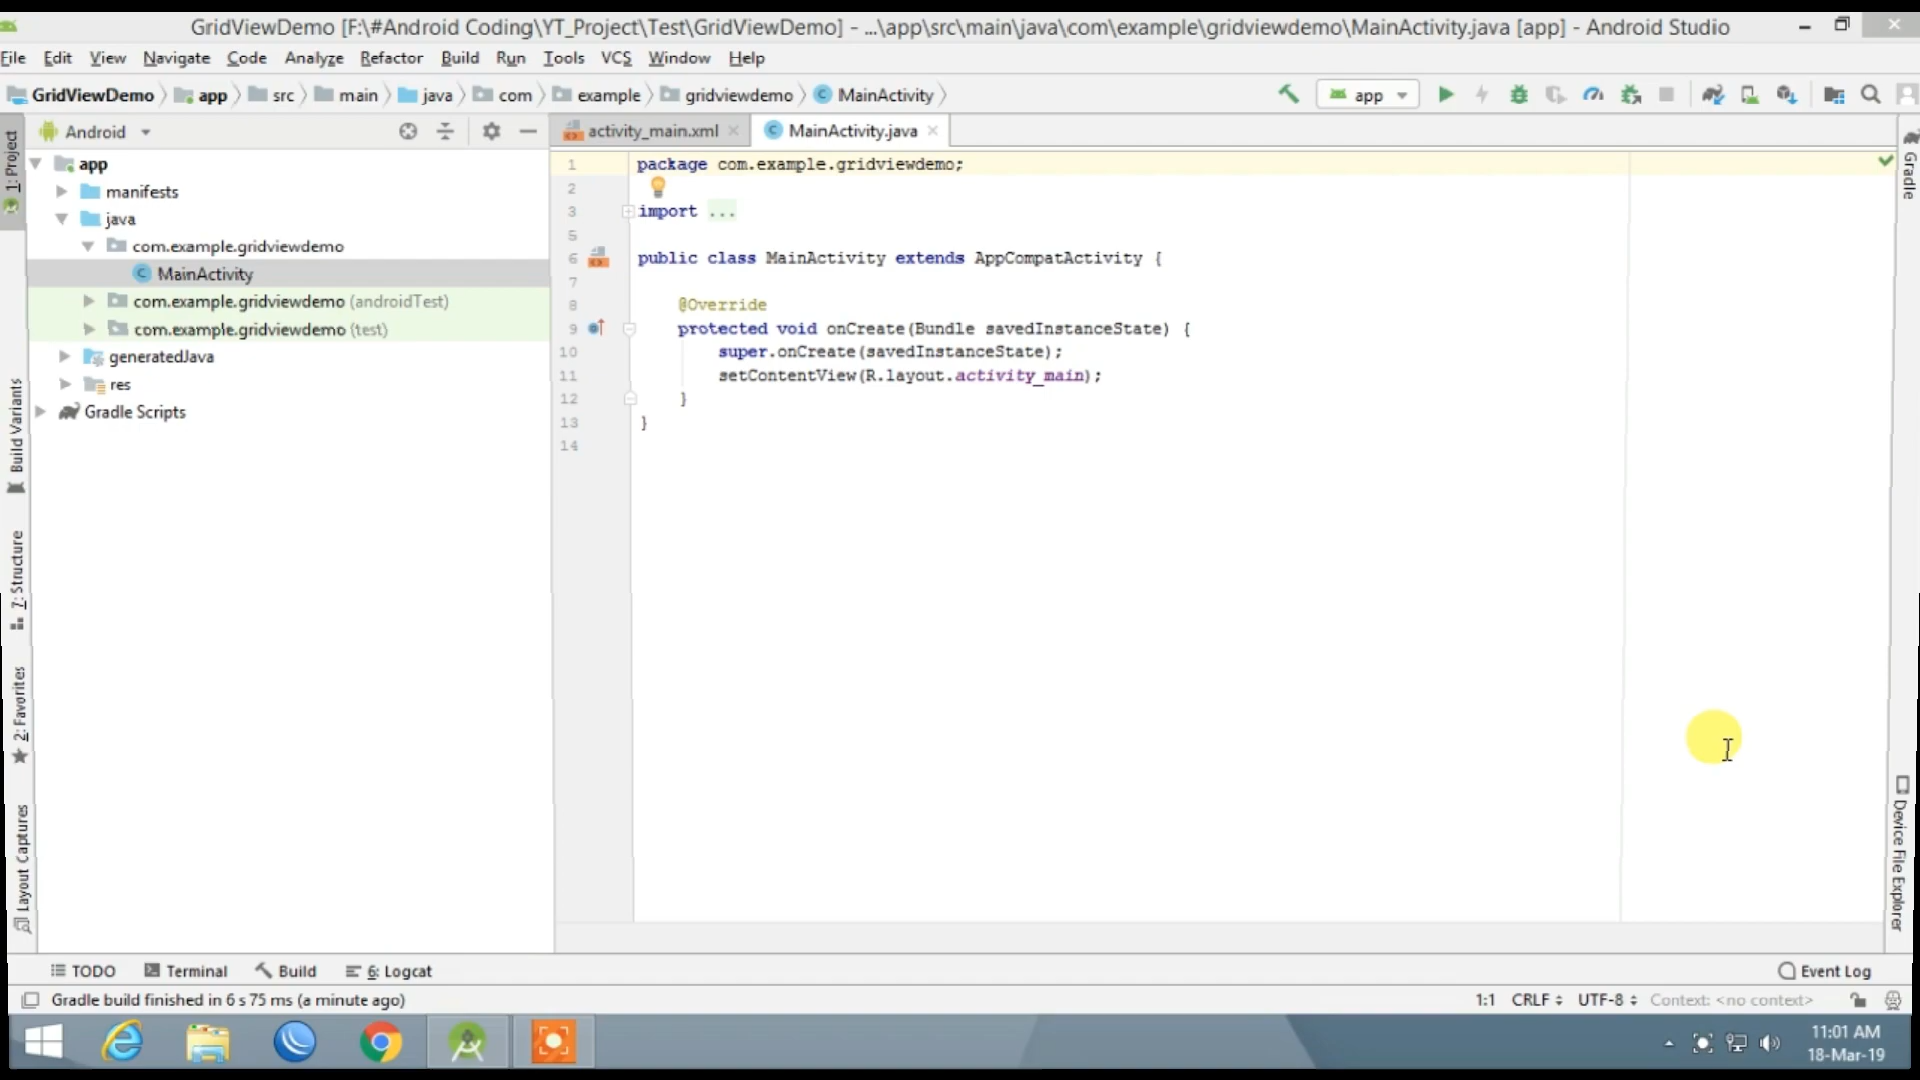 GridViewDemo [F:\#Android Coding\YT_Project\Test\GridViewDemo] - ...\app\src\main\java\com\example\gridviewdemo\MainActivity.java [app] - Android Studio
File Edit View Navigate Code Analyze Refactor Build Run Tools VCS Window Help
GridViewDemo app src main java com example gridviewdemo MainActivity app
1: Project
Android
activity_main.xml
MainActivity.java
Gradle
app
manifests
java
com.example.gridviewdemo
MainActivity
com.example.gridviewdemo (androidTest)
com.example.gridviewdemo (test)
generatedJava
res
Gradle Scripts
1 package com.example.gridviewdemo;
2
3 import ...
5
6 public class MainActivity extends AppCompatActivity {
7
8 @Override
9 protected void onCreate(Bundle savedInstanceState) {
10 super.onCreate(savedInstanceState);
11 setContentView(R.layout.activity_main);
12 }
13 }
14
Build Variants
7: Structure
2: Favorites
Layout Captures
Device File Explorer
TODO Terminal Build 6: Logcat Event Log
Gradle build finished in 6 s 75 ms (a minute ago) 1:1 CRLF UTF-8 Context: <no context>
11:01 AM
18-Mar-19